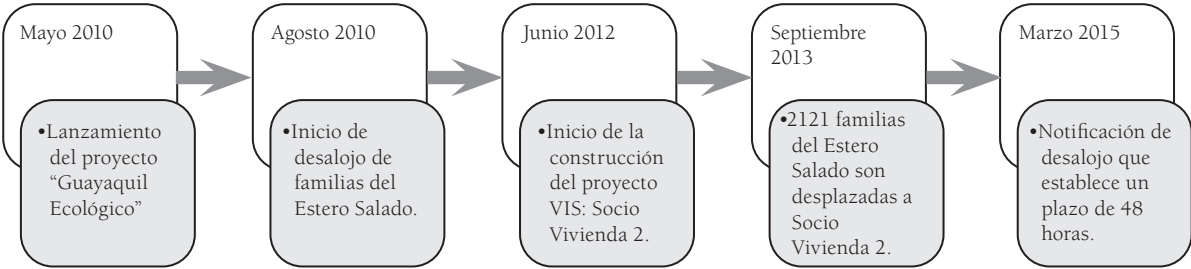 Mayo 2010
•Lanzamiento
del proyecto
“Guayaquil
Ecológico”
Agosto 2010
•Inicio de
desalojo de
familias del
Estero Salado.
Junio 2012
•Inicio de la
construcción
del proyecto
VIS: Socio
Vivienda 2.
Septiembre
2013
•2121 familias
del Estero
Salado son
desplazadas a
Socio
Vivienda 2.
Marzo 2015
•Notificación de
desalojo que
establece un
plazo de 48
horas.